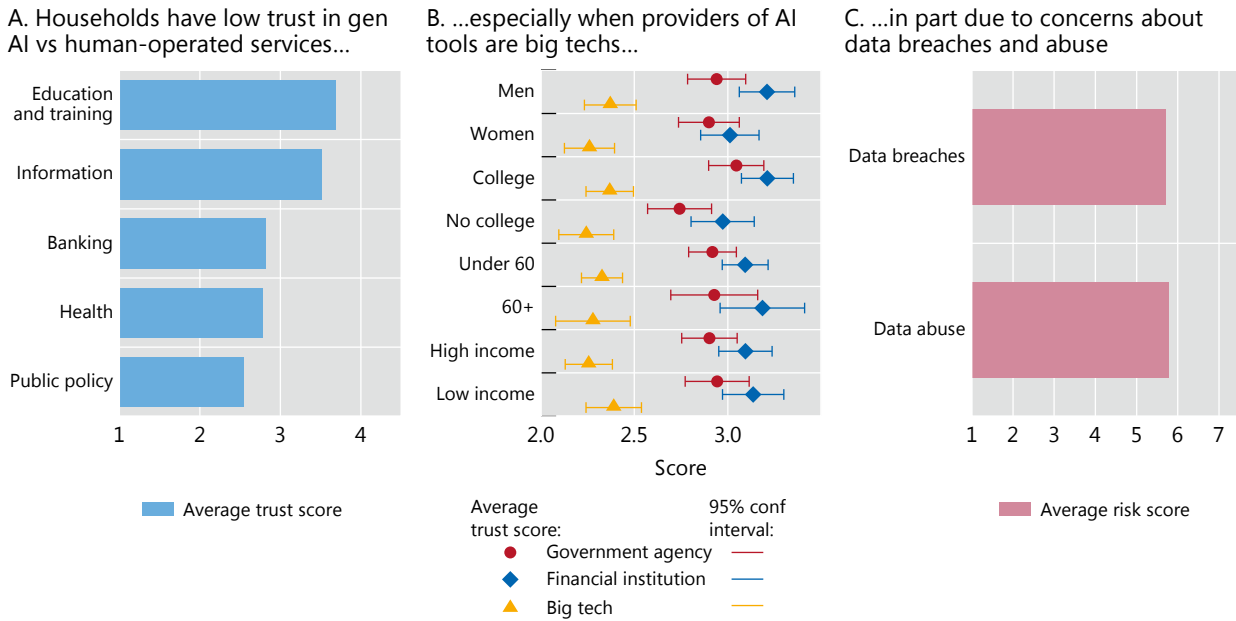 A. Households have low trust in gen
AI vs human-operated services...
Education
and training
Information
Banking
Health
Public policy
1 2 3 4
Average trust score
B. ...especially when providers of AI
tools are big techs...
Men
Women
College
No college
Under 60
60+
High income
Low income
2.0 2.5 3.0
Score
Average
trust score:
95% conf
interval:
Government agency
Financial institution
Big tech
C. ...in part due to concerns about
data breaches and abuse
Data breaches
Data abuse
1 2 3 4 5 6 7
Average risk score